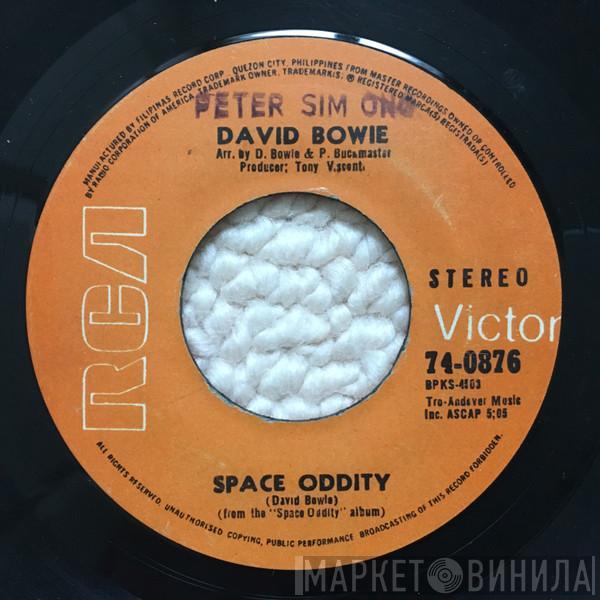 MANUFACTURED BY FILIPINAS RECORD CORP. QUEZON CITY, PHILIPPINES FROM MASTER RECORDINGS OWNED OR CONTROLLED
BY RADIO CORPORATION OF AMERICA, TRADEMARK OWNER, TRADEMARKS. ® REGISTERED MARCA(S) REGISTRADA(S)
PETER SIM ONG
DAVID BOWIE
Arr. by D. Bowie & P. Buckmaster
Producer; Tony Visconti
RCA
STEREO
Victor
74-0876
BPKS-4103
Tro-Andover Music
Inc. ASCAP 5:05
SPACE ODDITY
(David Bowie)
(from the "Space Oddity" album)
ALL RIGHTS RESERVED. UNAUTHORISED COPYING, PUBLIC PERFORMANCE BROADCASTING OF THIS RECORD FORBIDDEN.
МАРКЕТ ВИНИЛА